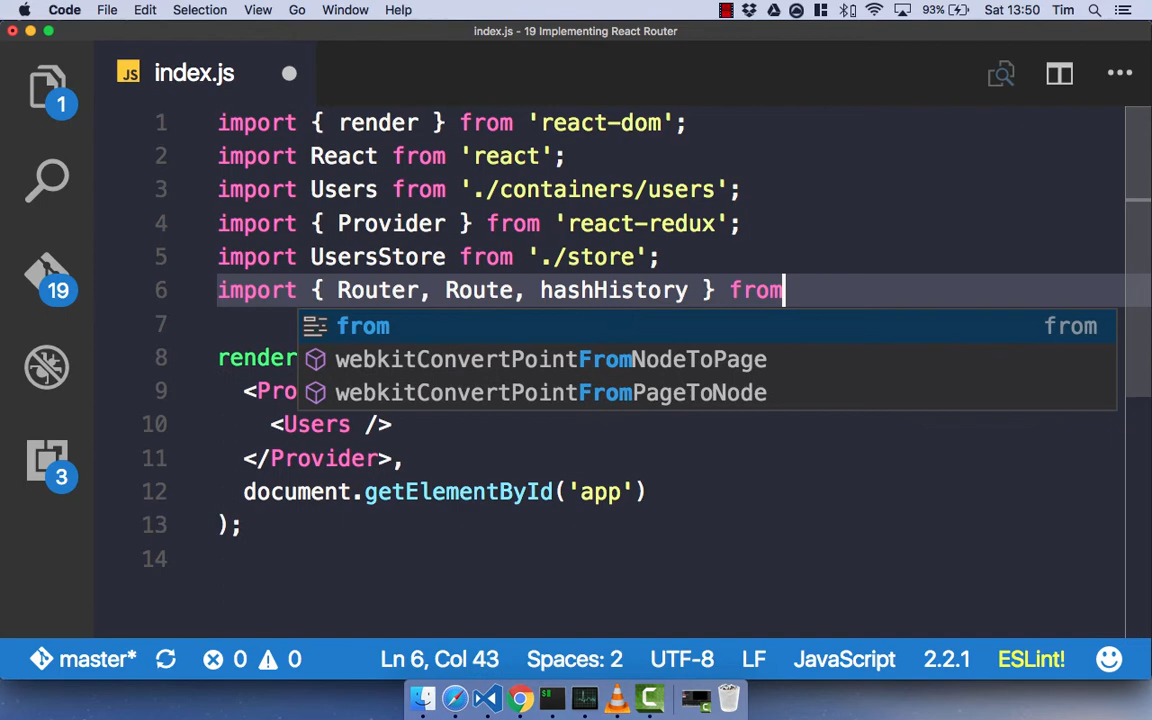 Code File Edit Selection View Go Window Help 93% Sat 13:50 Tim
index.js - 19 Implementing React Router
JS index.js
1 import { render } from 'react-dom';
2 import React from 'react';
3 import Users from './containers/users';
4 import { Provider } from 'react-redux';
5 import UsersStore from './store';
6 import { Router, Route, hashHistory } from
7
from from
webkitConvertPointFromNodeToPage
webkitConvertPointFromPageToNode
8 render
9 <Pro
10 <Users />
11 </Provider>,
12 document.getElementById('app')
13 );
14
1
19
3
master* 0 0 Ln 6, Col 43 Spaces: 2 UTF-8 LF JavaScript 2.2.1 ESLint!